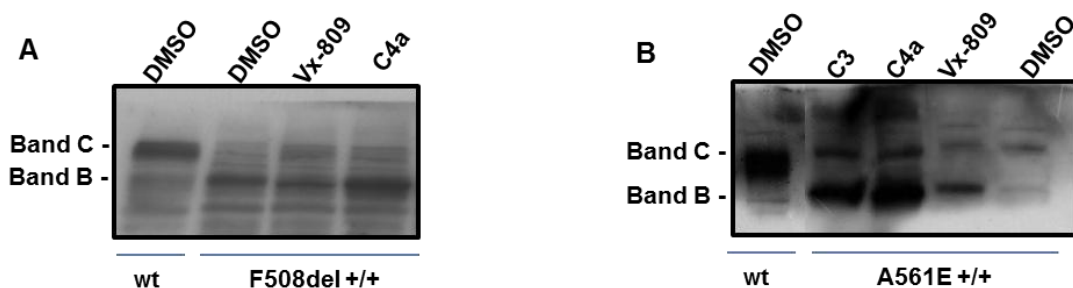 A
DMSO
DMSO
Vx-809
C4a
Band C -
Band B -
wt
F508del +/+
B
DMSO
C3
C4a
Vx-809
DMSO
Band C -
Band B -
wt
A561E +/+